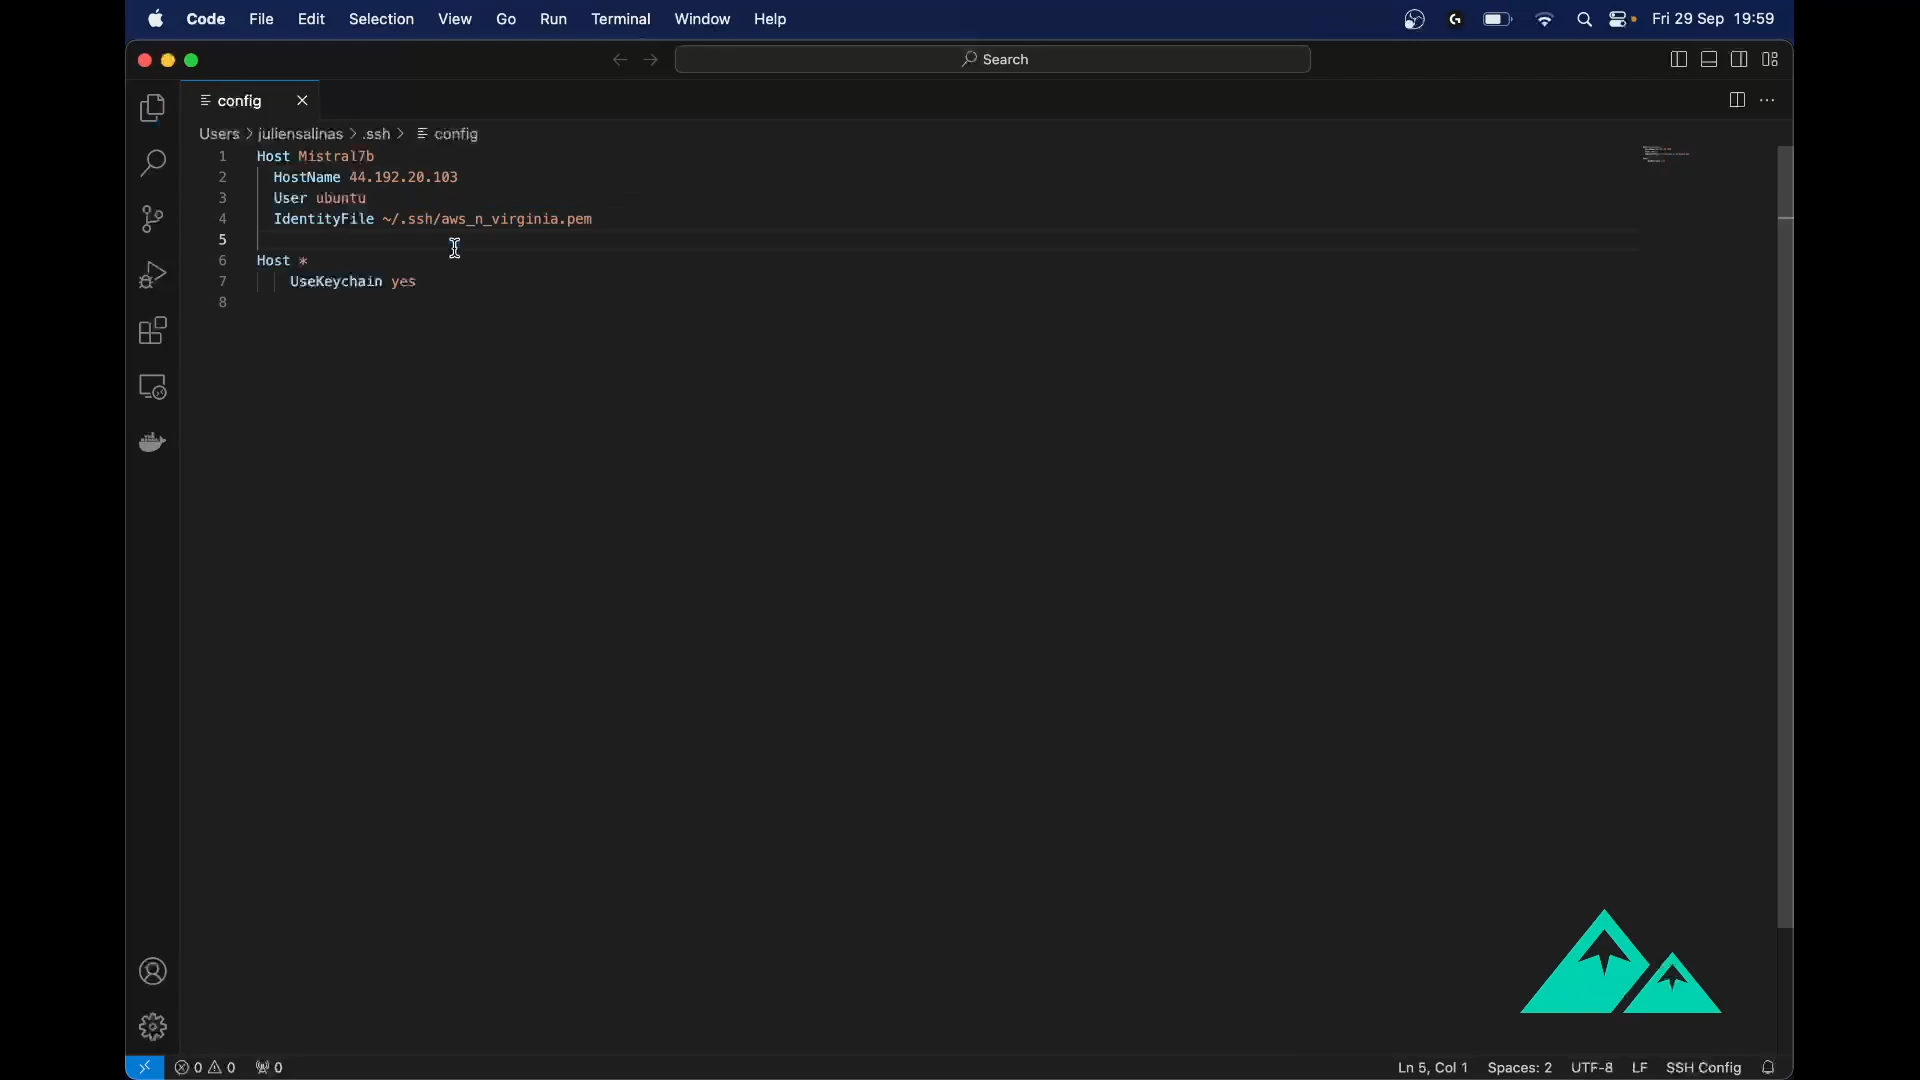 Code File Edit Selection View Go Run Terminal Window Help Fri 29 Sep 19:59
Search
config
Users > juliensalinas > .ssh > config
1 Host Mistral7b
2 HostName 44.192.20.103
3 User ubuntu
4 IdentityFile ~/.ssh/aws_n_virginia.pem
5
6 Host *
7 UseKeychain yes
8
0 0 0 Ln 5, Col 1 Spaces: 2 UTF-8 LF SSH Config